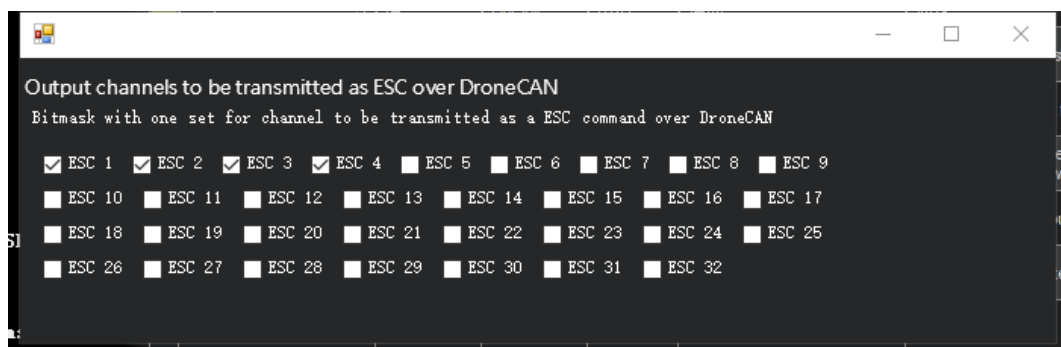 Output channels to be transmitted as ESC over DroneCAN
Bitmask with one set for channel to be transmitted as a ESC command over DroneCAN
ESC 1 ESC 2 ESC 3 ESC 4 ESC 5 ESC 6 ESC 7 ESC 8 ESC 9
ESC 10 ESC 11 ESC 12 ESC 13 ESC 14 ESC 15 ESC 16 ESC 17
ESC 18 ESC 19 ESC 20 ESC 21 ESC 22 ESC 23 ESC 24 ESC 25
ESC 26 ESC 27 ESC 28 ESC 29 ESC 30 ESC 31 ESC 32